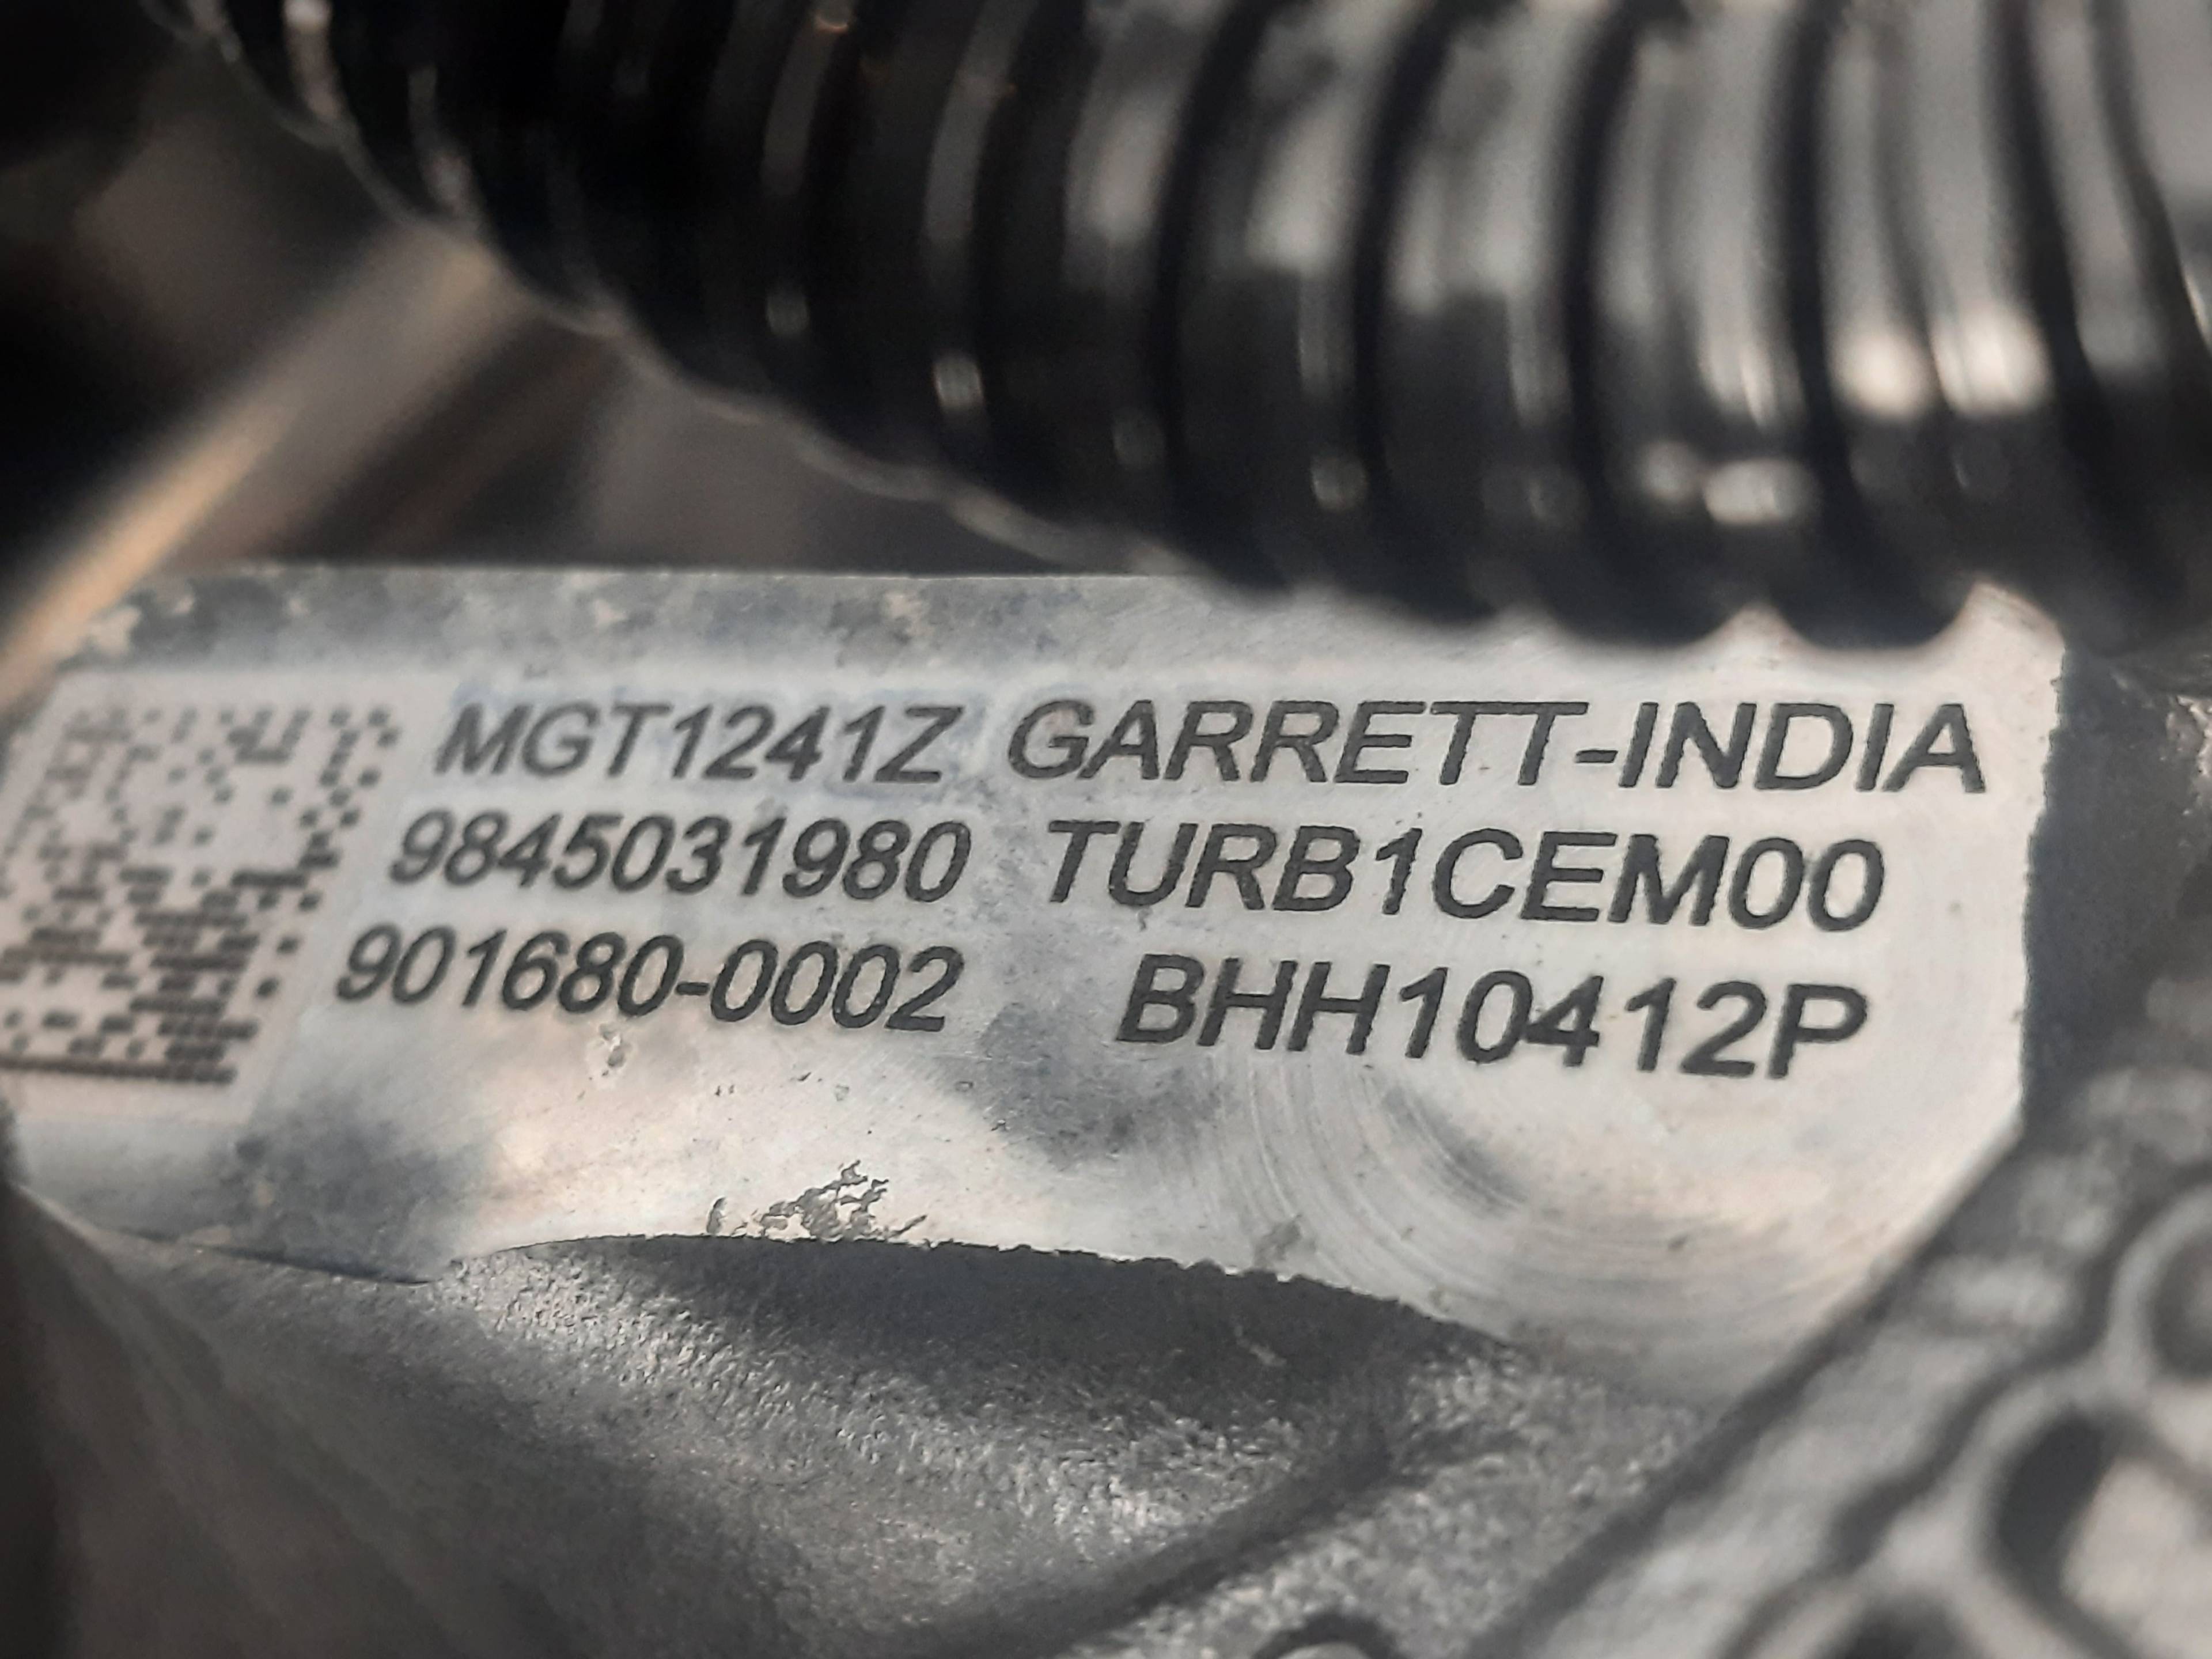 MGT1241Z GARRETT-INDIA
9845031980 TURB1CEM00
901680-0002 BHH10412P